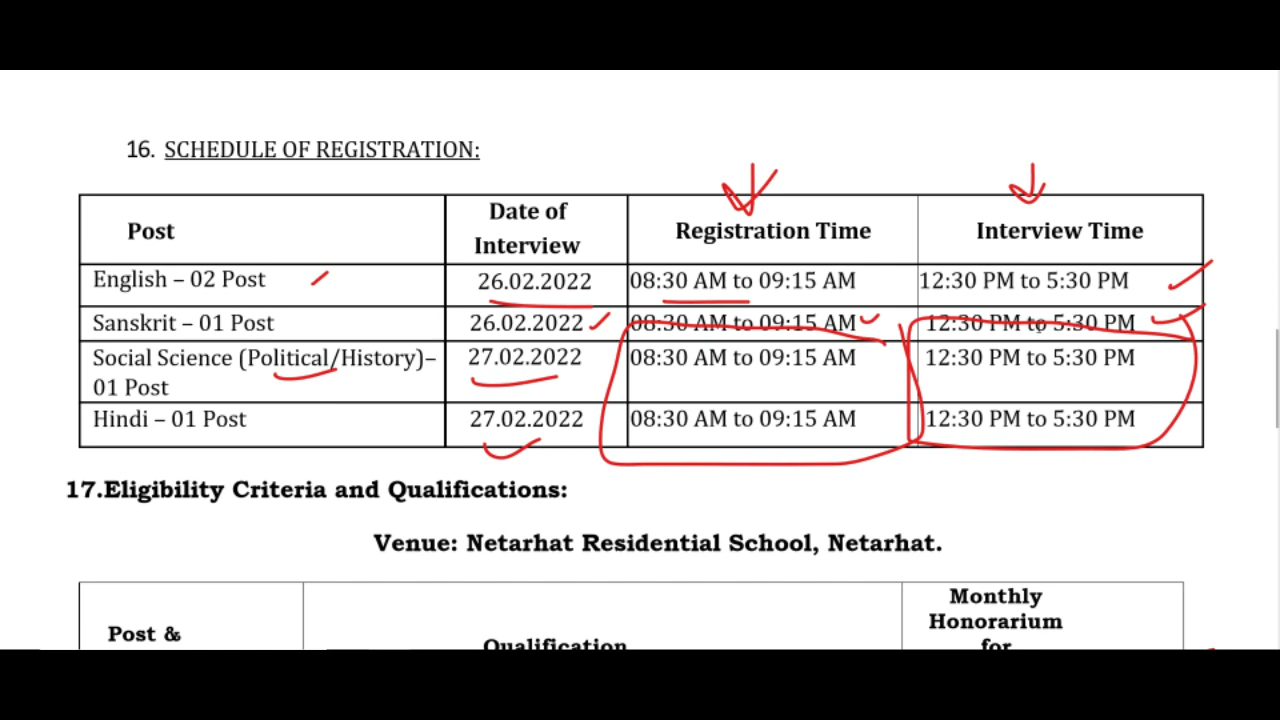 16. SCHEDULE OF REGISTRATION:
Post
Date of
Interview
Registration Time
Interview Time
English – 02 Post
26.02.2022
08:30 AM to 09:15 AM
12:30 PM to 5:30 PM
Sanskrit – 01 Post
26.02.2022
08:30 AM to 09:15 AM
12:30 PM to 5:30 PM
Social Science (Political/History)–
01 Post
27.02.2022
08:30 AM to 09:15 AM
12:30 PM to 5:30 PM
Hindi – 01 Post
27.02.2022
08:30 AM to 09:15 AM
12:30 PM to 5:30 PM
17.Eligibility Criteria and Qualifications:
Venue: Netarhat Residential School, Netarhat.
Post &
Qualification
Monthly
Honorarium
for